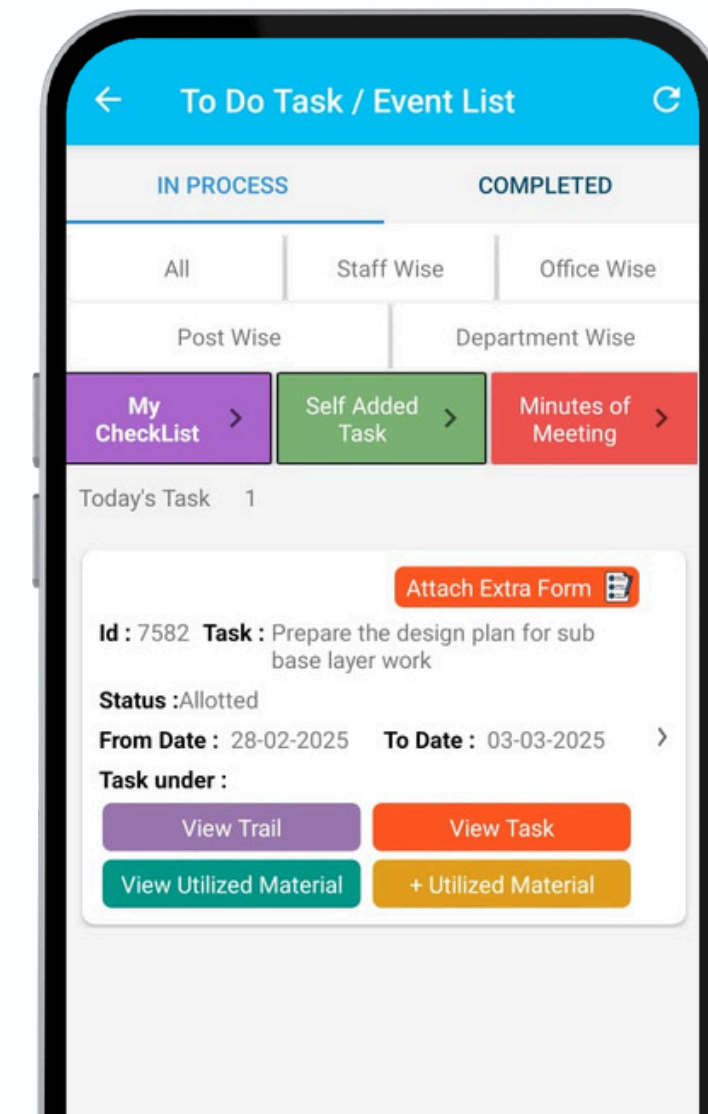 To Do Task / Event List
IN PROCESS COMPLETED
All Staff Wise Office Wise
Post Wise Department Wise
My CheckList
Self Added Task
Minutes of Meeting
Today's Task 1
Attach Extra Form
Id : 7582 Task : Prepare the design plan for sub
base layer work
Status :Allotted
From Date : 28-02-2025 To Date : 03-03-2025
Task under :
View Trail View Task
View Utilized Material + Utilized Material